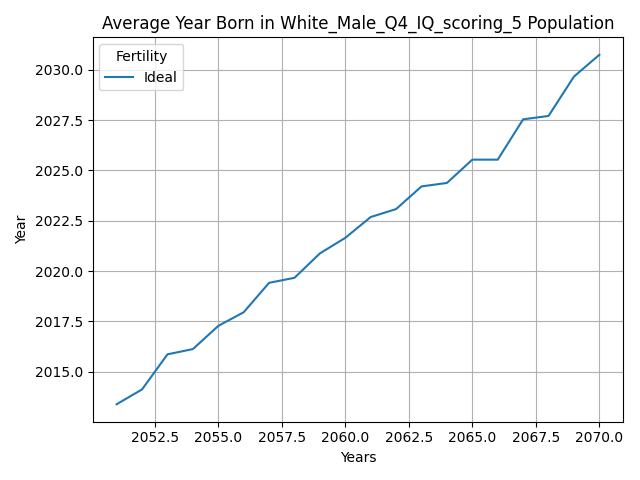 Average Year Born in White_Male_Q4_IQ_scoring_5 Population
Fertility
Ideal
2030.0
2027.5
2025.0
2022.5
2020.0
2017.5
2015.0
Year
2052.5 2055.0 2057.5 2060.0 2062.5 2065.0 2067.5 2070.0
Years